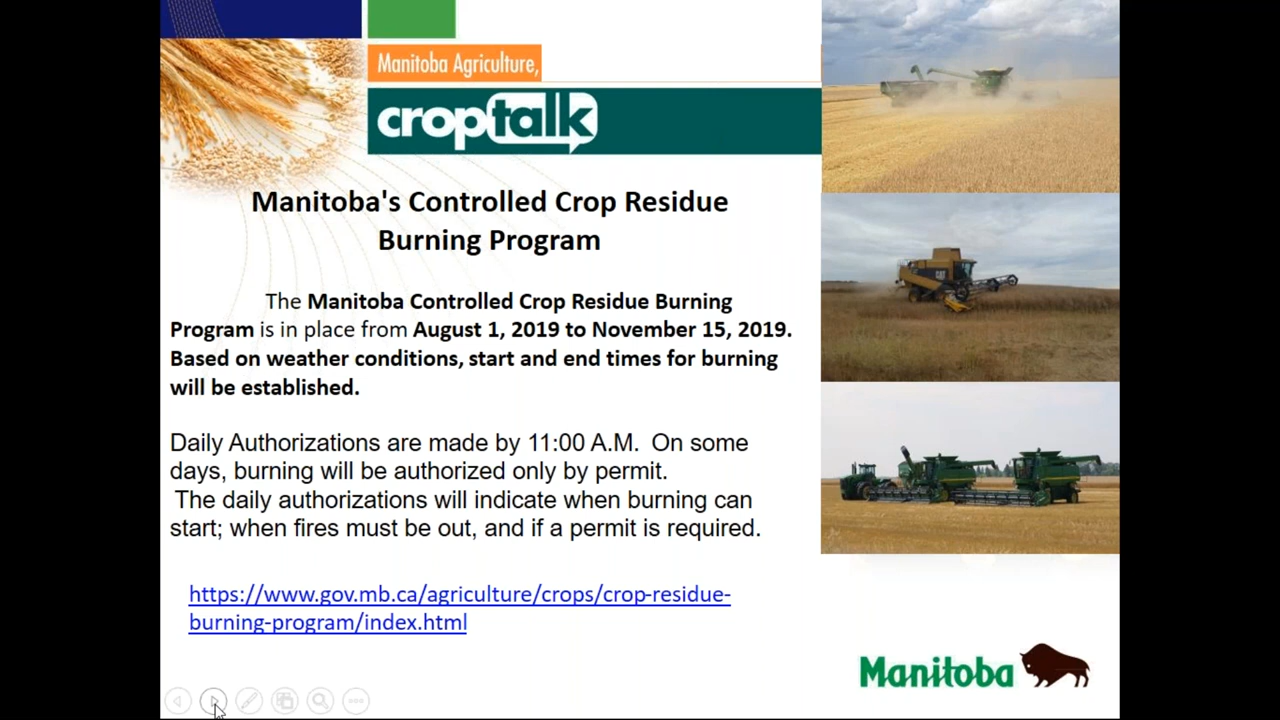 Manitoba Agriculture,
croptalk
Manitoba's Controlled Crop Residue
Burning Program
The Manitoba Controlled Crop Residue Burning
Program is in place from August 1, 2019 to November 15, 2019.
Based on weather conditions, start and end times for burning
will be established.
Daily Authorizations are made by 11:00 A.M. On some
days, burning will be authorized only by permit.
The daily authorizations will indicate when burning can
start; when fires must be out, and if a permit is required.
https://www.gov.mb.ca/agriculture/crops/crop-residue-
burning-program/index.html
Manitoba